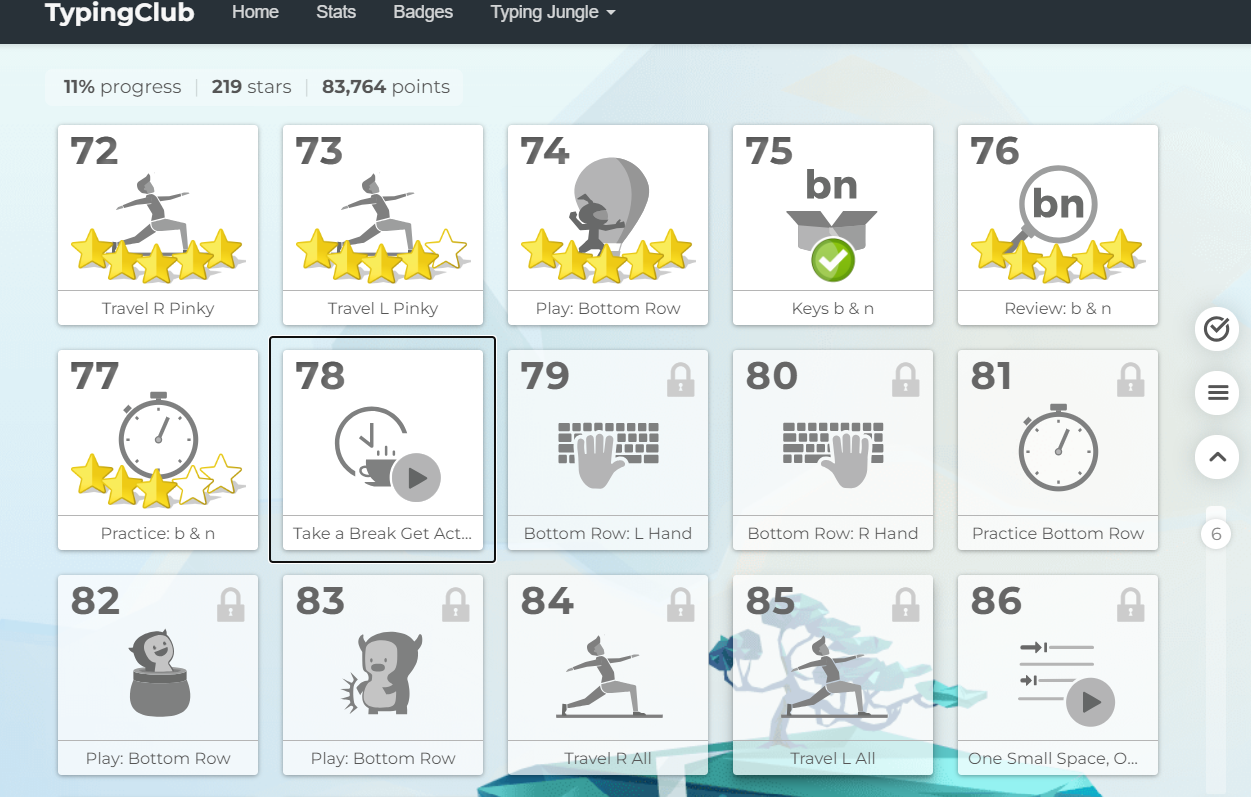 TypingClub Home Stats Badges Typing Jungle
11% progress 219 stars 83,764 points
72 73 74 75 76
bn bn
Travel R Pinky Travel L Pinky Play: Bottom Row Keys b & n Review: b & n
77 78 79 80 81
Practice: b & n Take a Break Get Act... Bottom Row: L Hand Bottom Row: R Hand Practice Bottom Row
6
82 83 84 85 86
Play: Bottom Row Play: Bottom Row Travel R All Travel L All One Small Space, O...